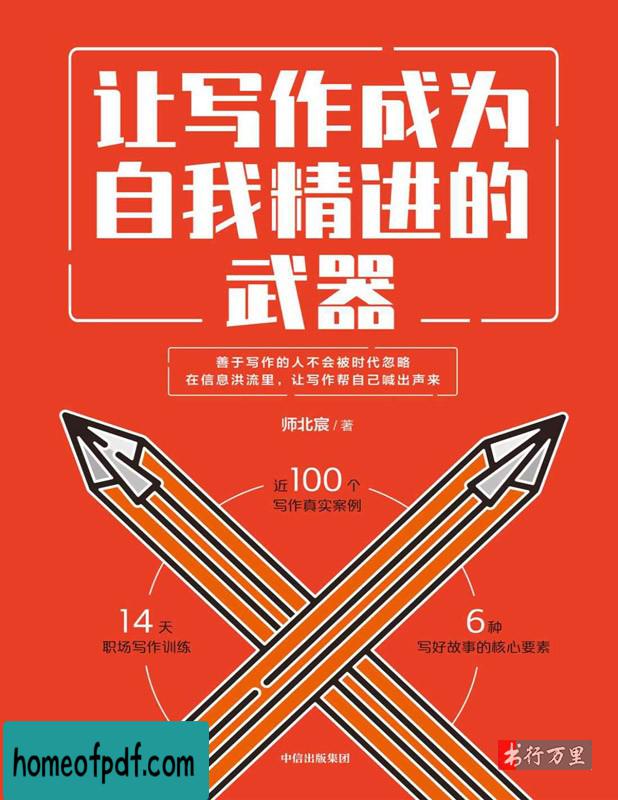 让写作成为
自我精进的
武器
善于写作的人不会被时代忽略
在信息洪流里，让写作帮自己喊出声来
师北宸 / 著
近100个
写作真实案例
14天
职场写作训练
6种
写好故事的核心要素
中信出版集团
homeofpdf.com
书行万里